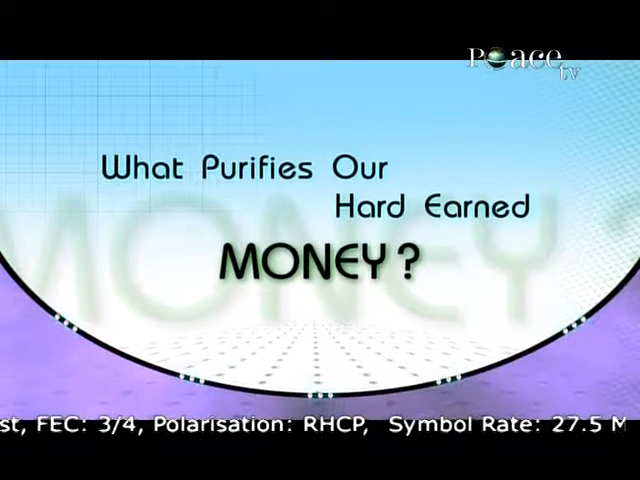 Peace
tv
What Purifies Our
Hard Earned
MONEY ?
MONEY ?
st, FEC: 3/4, Polarisation: RHCP, Symbol Rate: 27.5 M